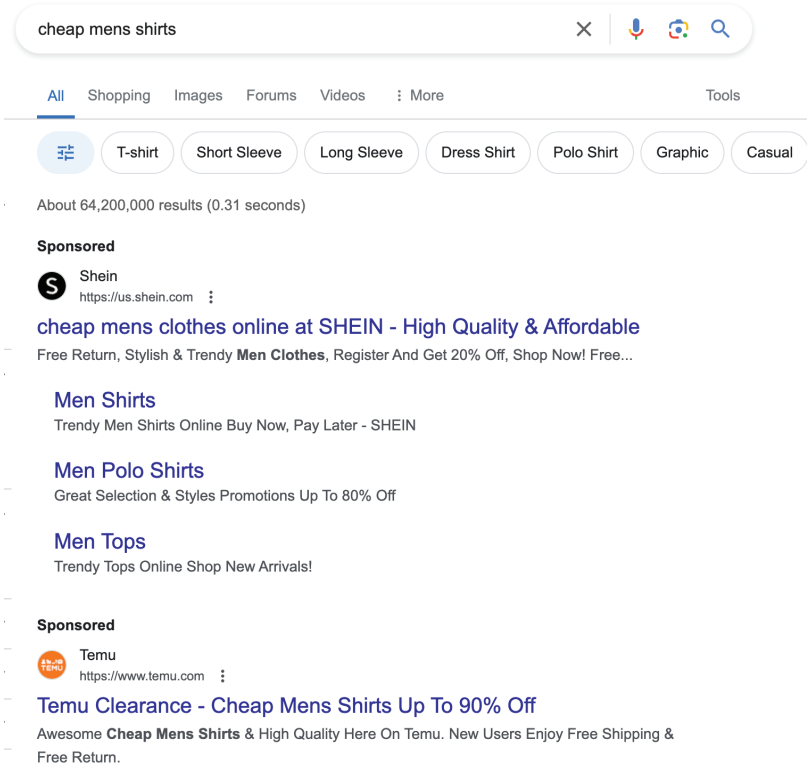 cheap mens shirts
All Shopping Images Forums Videos More Tools
T-shirt Short Sleeve Long Sleeve Dress Shirt Polo Shirt Graphic Casual
About 64,200,000 results (0.31 seconds)
Sponsored
S
Shein
https://us.shein.com
cheap mens clothes online at SHEIN - High Quality & Affordable
Free Return, Stylish & Trendy Men Clothes, Register And Get 20% Off, Shop Now! Free...
Men Shirts
Trendy Men Shirts Online Buy Now, Pay Later - SHEIN
Men Polo Shirts
Great Selection & Styles Promotions Up To 80% Off
Men Tops
Trendy Tops Online Shop New Arrivals!
Sponsored
TEMU
Temu
https://www.temu.com
Temu Clearance - Cheap Mens Shirts Up To 90% Off
Awesome Cheap Mens Shirts & High Quality Here On Temu. New Users Enjoy Free Shipping &
Free Return.